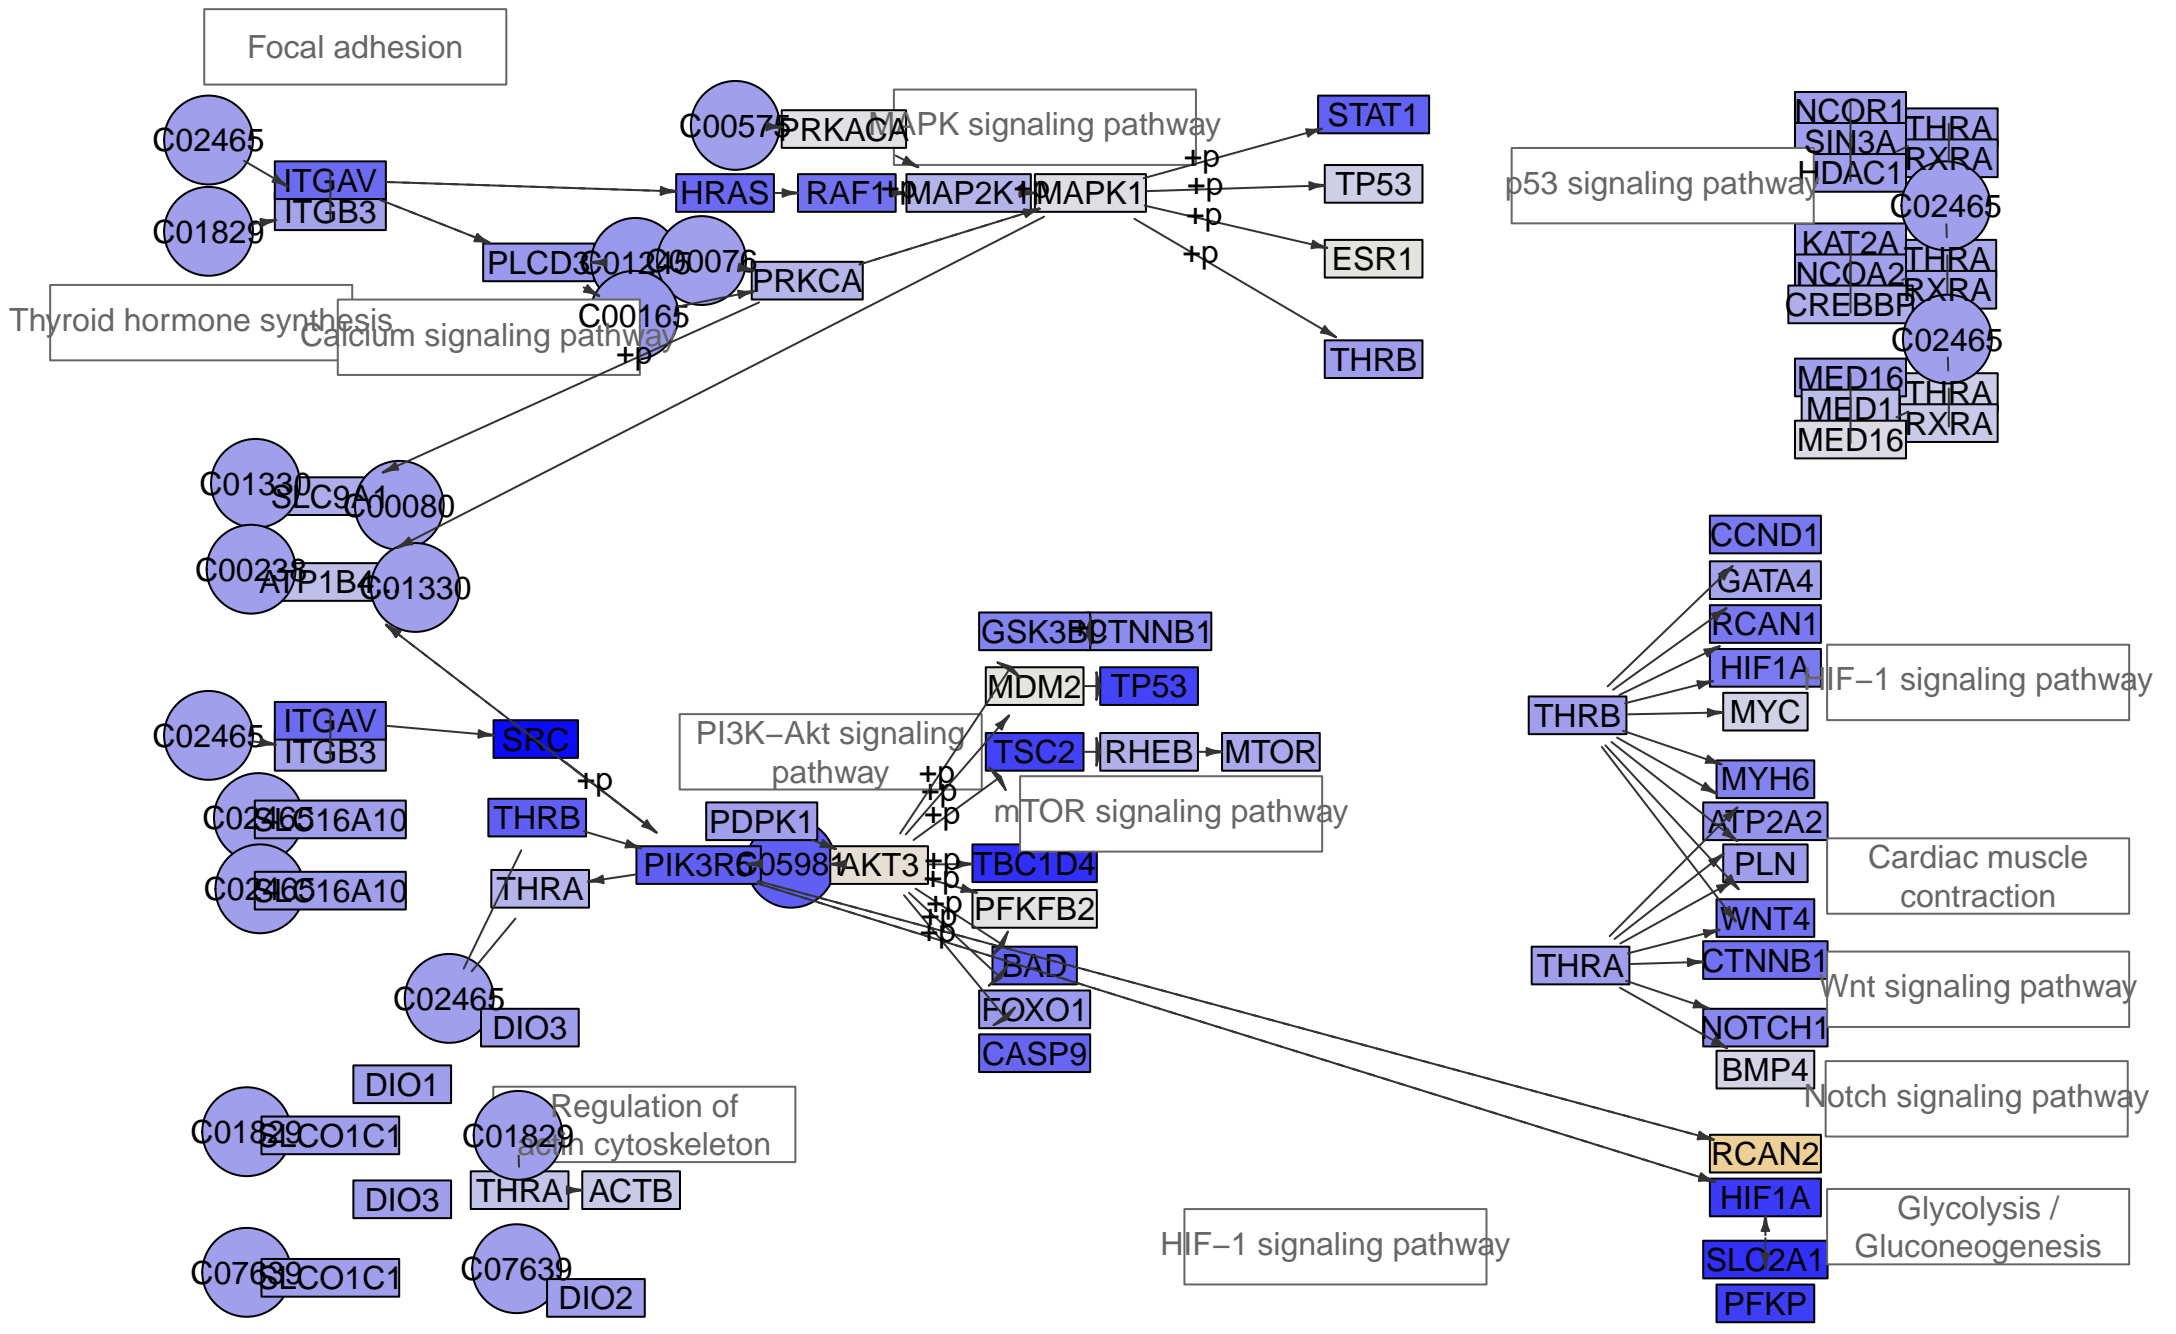 Focal adhesion
C02465
C01829
ITGAV
ITGB3
C00575
PRKACA
MAPK signaling pathway
HRAS
RAF1
+p
MAP2K1
+p
MAPK1
+p
+p
+p
+p
STAT1
TP53
ESR1
THRB
PLCD3
C01245
C00076
C00165
PRKCA
Thyroid hormone synthesis
Calcium signaling pathway
+p
p53 signaling pathway
NCOR1
SIN3A
HDAC1
THRA
RXRA
C02465
KAT2A
NCOA2
CREBBP
THRA
RXRA
C02465
MED16
MED1
MED16
THRA
RXRA
C01330
SLC9A1
C00080
C00238
ATP1B4
C01330
C02465
ITGAV
ITGB3
SRC
+p
C02465
SLC16A10
C02465
SLC16A10
THRB
THRA
C02465
DIO3
PI3K–Akt signaling
pathway
PDPK1
PIK3R6
C05981
AKT3
GSK3B
+p
CTNNB1
MDM2
TP53
TSC2
RHEB
MTOR
mTOR signaling pathway
+p
+p
+p
+p
+p
+p
+p
+p
TBC1D4
PFKFB2
BAD
FOXO1
CASP9
DIO1
C01829
SLCO1C1
DIO3
C07639
SLCO1C1
Regulation of
actin cytoskeleton
C01829
THRA
ACTB
C07639
DIO2
HIF–1 signaling pathway
CCND1
GATA4
RCAN1
HIF1A
MYC
HIF–1 signaling pathway
THRB
MYH6
ATP2A2
PLN
Cardiac muscle
contraction
WNT4
THRA
CTNNB1
Wnt signaling pathway
NOTCH1
BMP4
Notch signaling pathway
RCAN2
HIF1A
Glycolysis /
Gluconeogenesis
SLC2A1
PFKP